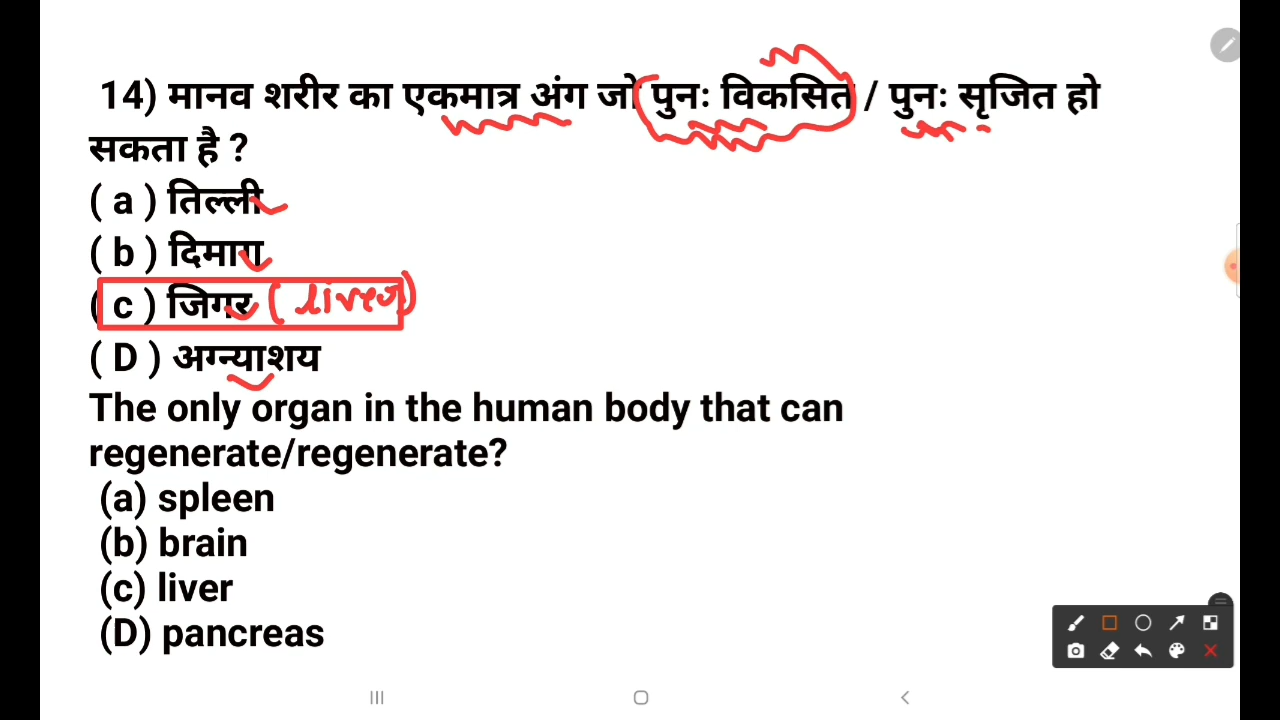 14) मानव शरीर का एकमात्र अंग जो पुनः विकसित / पुनः सृजित हो
सकता है ?
( a ) तिल्ली
( b ) दिमाग
( c ) जिगर ( liver )
( D ) अग्न्याशय
The only organ in the human body that can
regenerate/regenerate?
(a) spleen
(b) brain
(c) liver
(D) pancreas